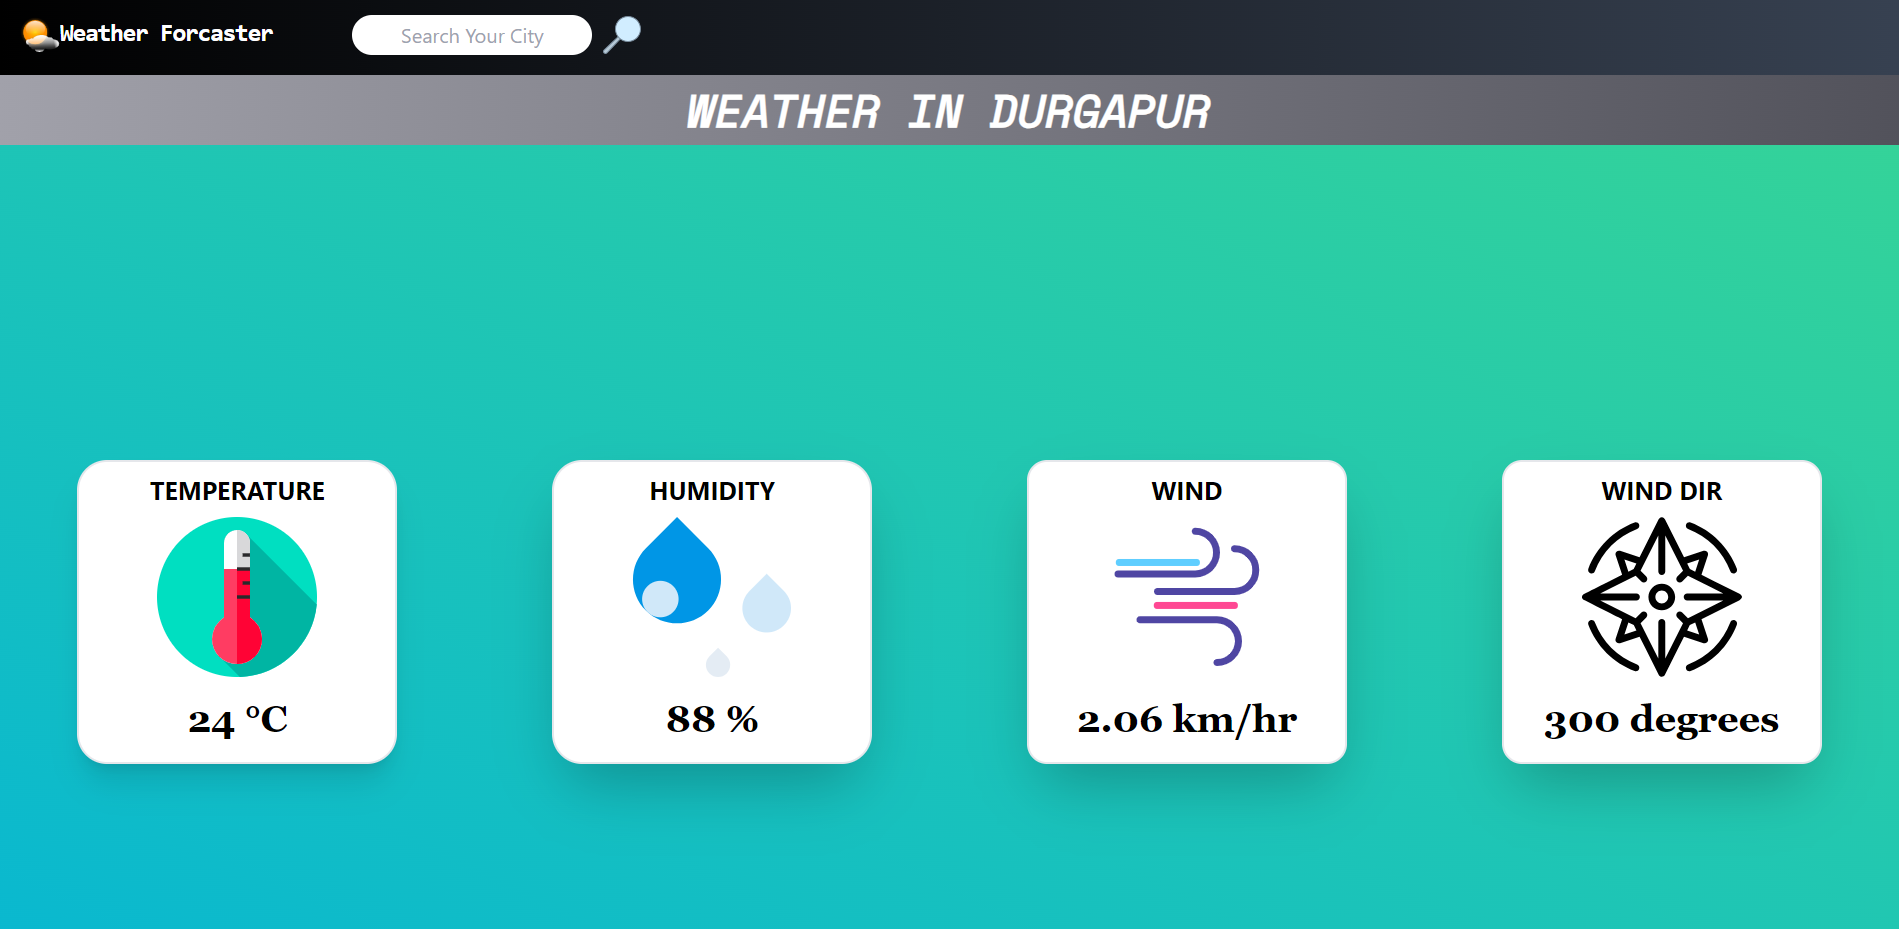 Weather Forcaster
Search Your City
WEATHER IN DURGAPUR
TEMPERATURE
24 °C
HUMIDITY
88 %
WIND
2.06 km/hr
WIND DIR
300 degrees